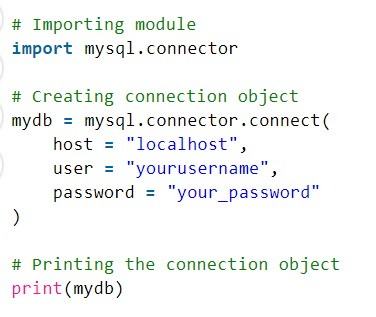 # Importing module
import mysql.connector

# Creating connection object
mydb = mysql.connector.connect(
    host = "localhost",
    user = "yourusername",
    password = "your_password"
)

# Printing the connection object
print(mydb)